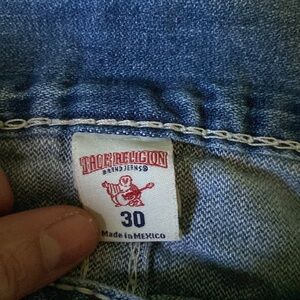 TRUE RELIGION
BRAND JEANS®
30
Made in MEXICO